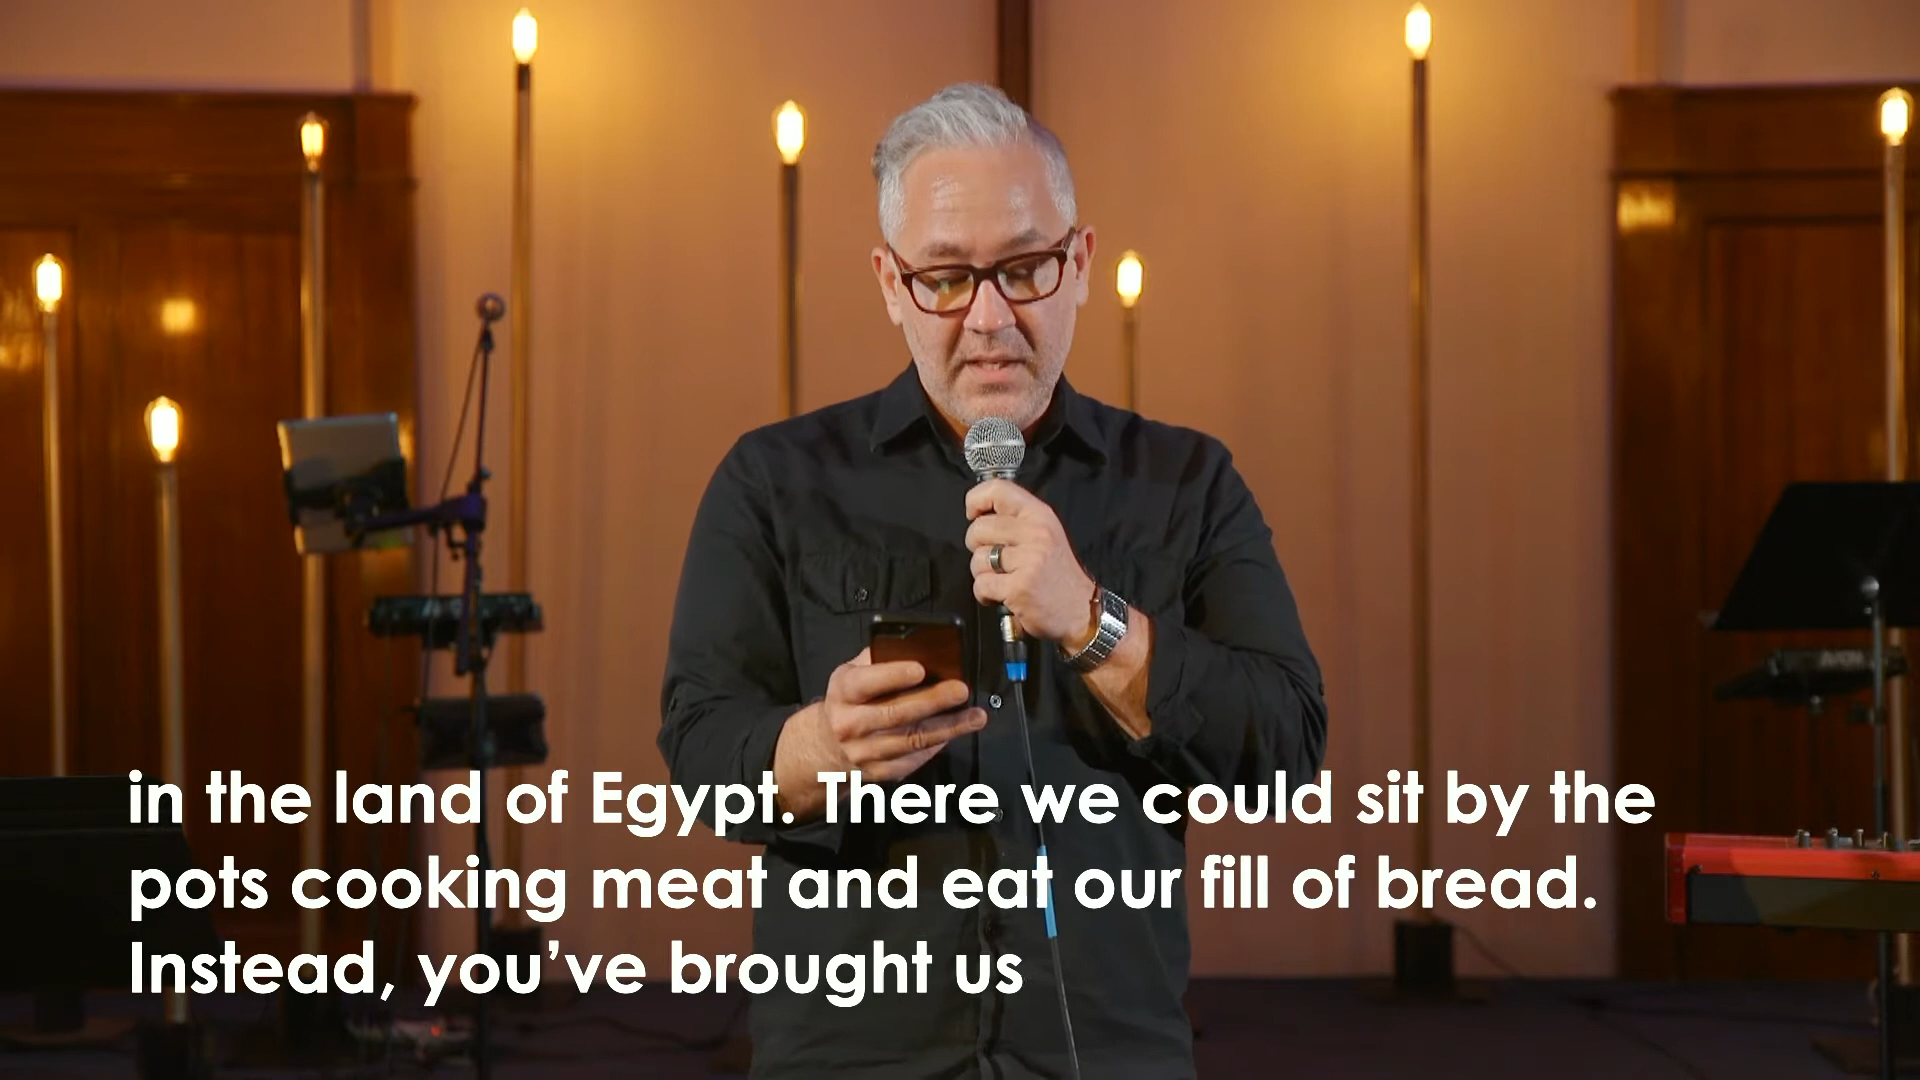 in the land of Egypt. There we could sit by the
pots cooking meat and eat our fill of bread.
Instead, you’ve brought us